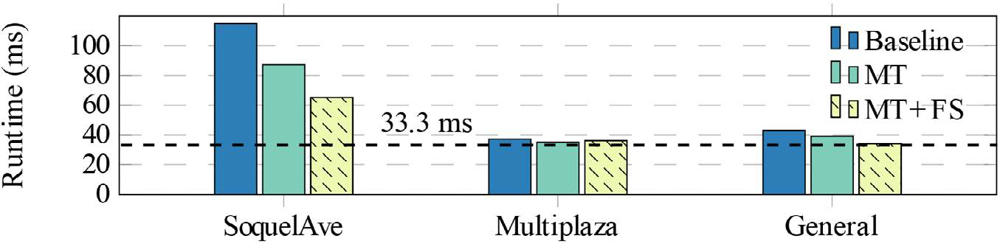 Runtime (ms)
100
80
60
40
20
0
33.3 ms
Baseline
MT
MT+FS
SoquelAve Multiplaza General